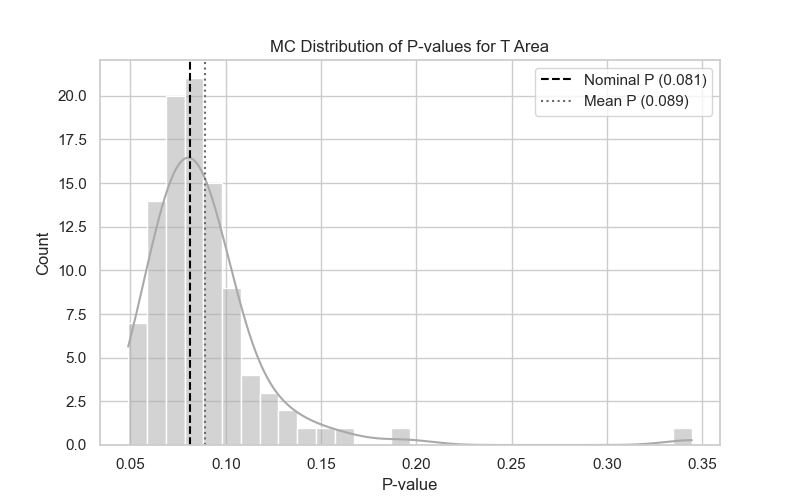 MC Distribution of P-values for T Area
Nominal P (0.081)
Mean P (0.089)
Count
20.0
17.5
15.0
12.5
10.0
7.5
5.0
2.5
0.0
0.05 0.10 0.15 0.20 0.25 0.30 0.35
P-value